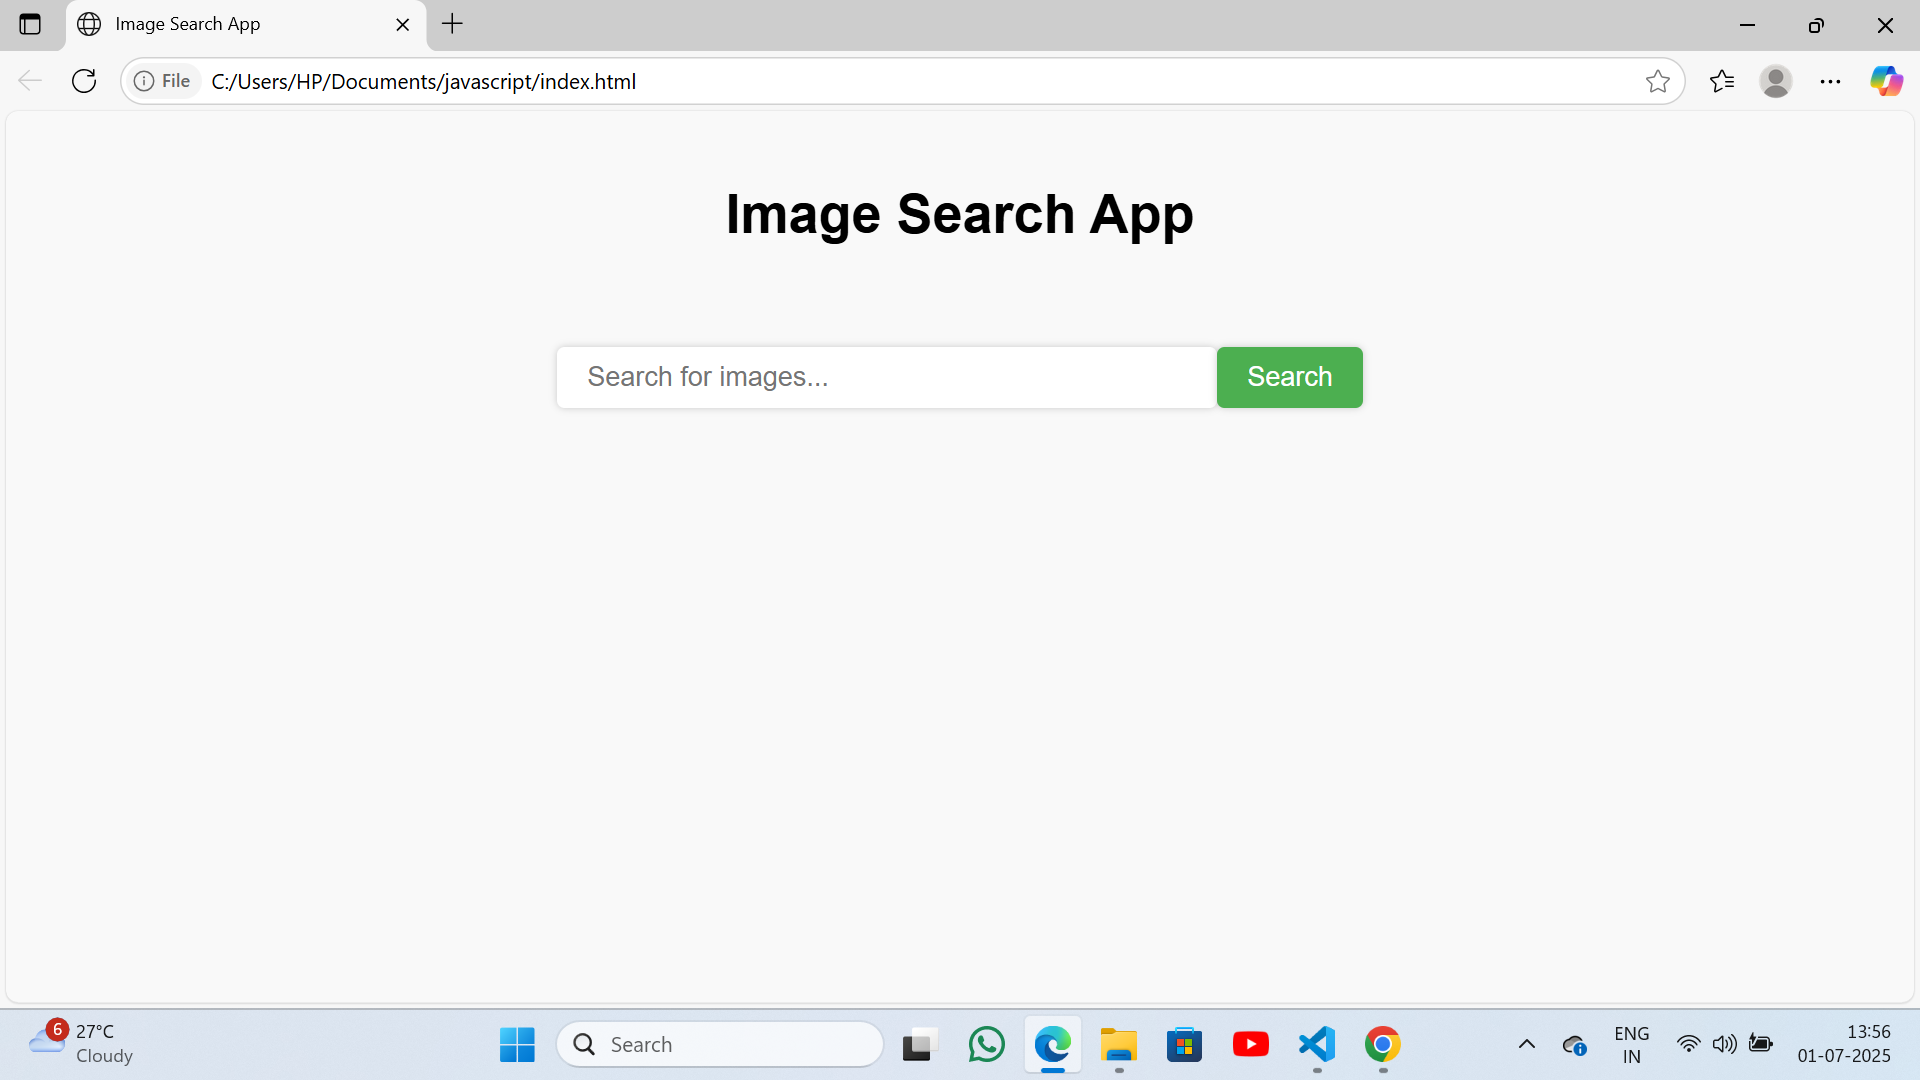 Image Search App
File C:/Users/HP/Documents/javascript/index.html
Image Search App
Search for images... Search
6 27°C
Cloudy
Search
ENG
IN
13:56
01-07-2025